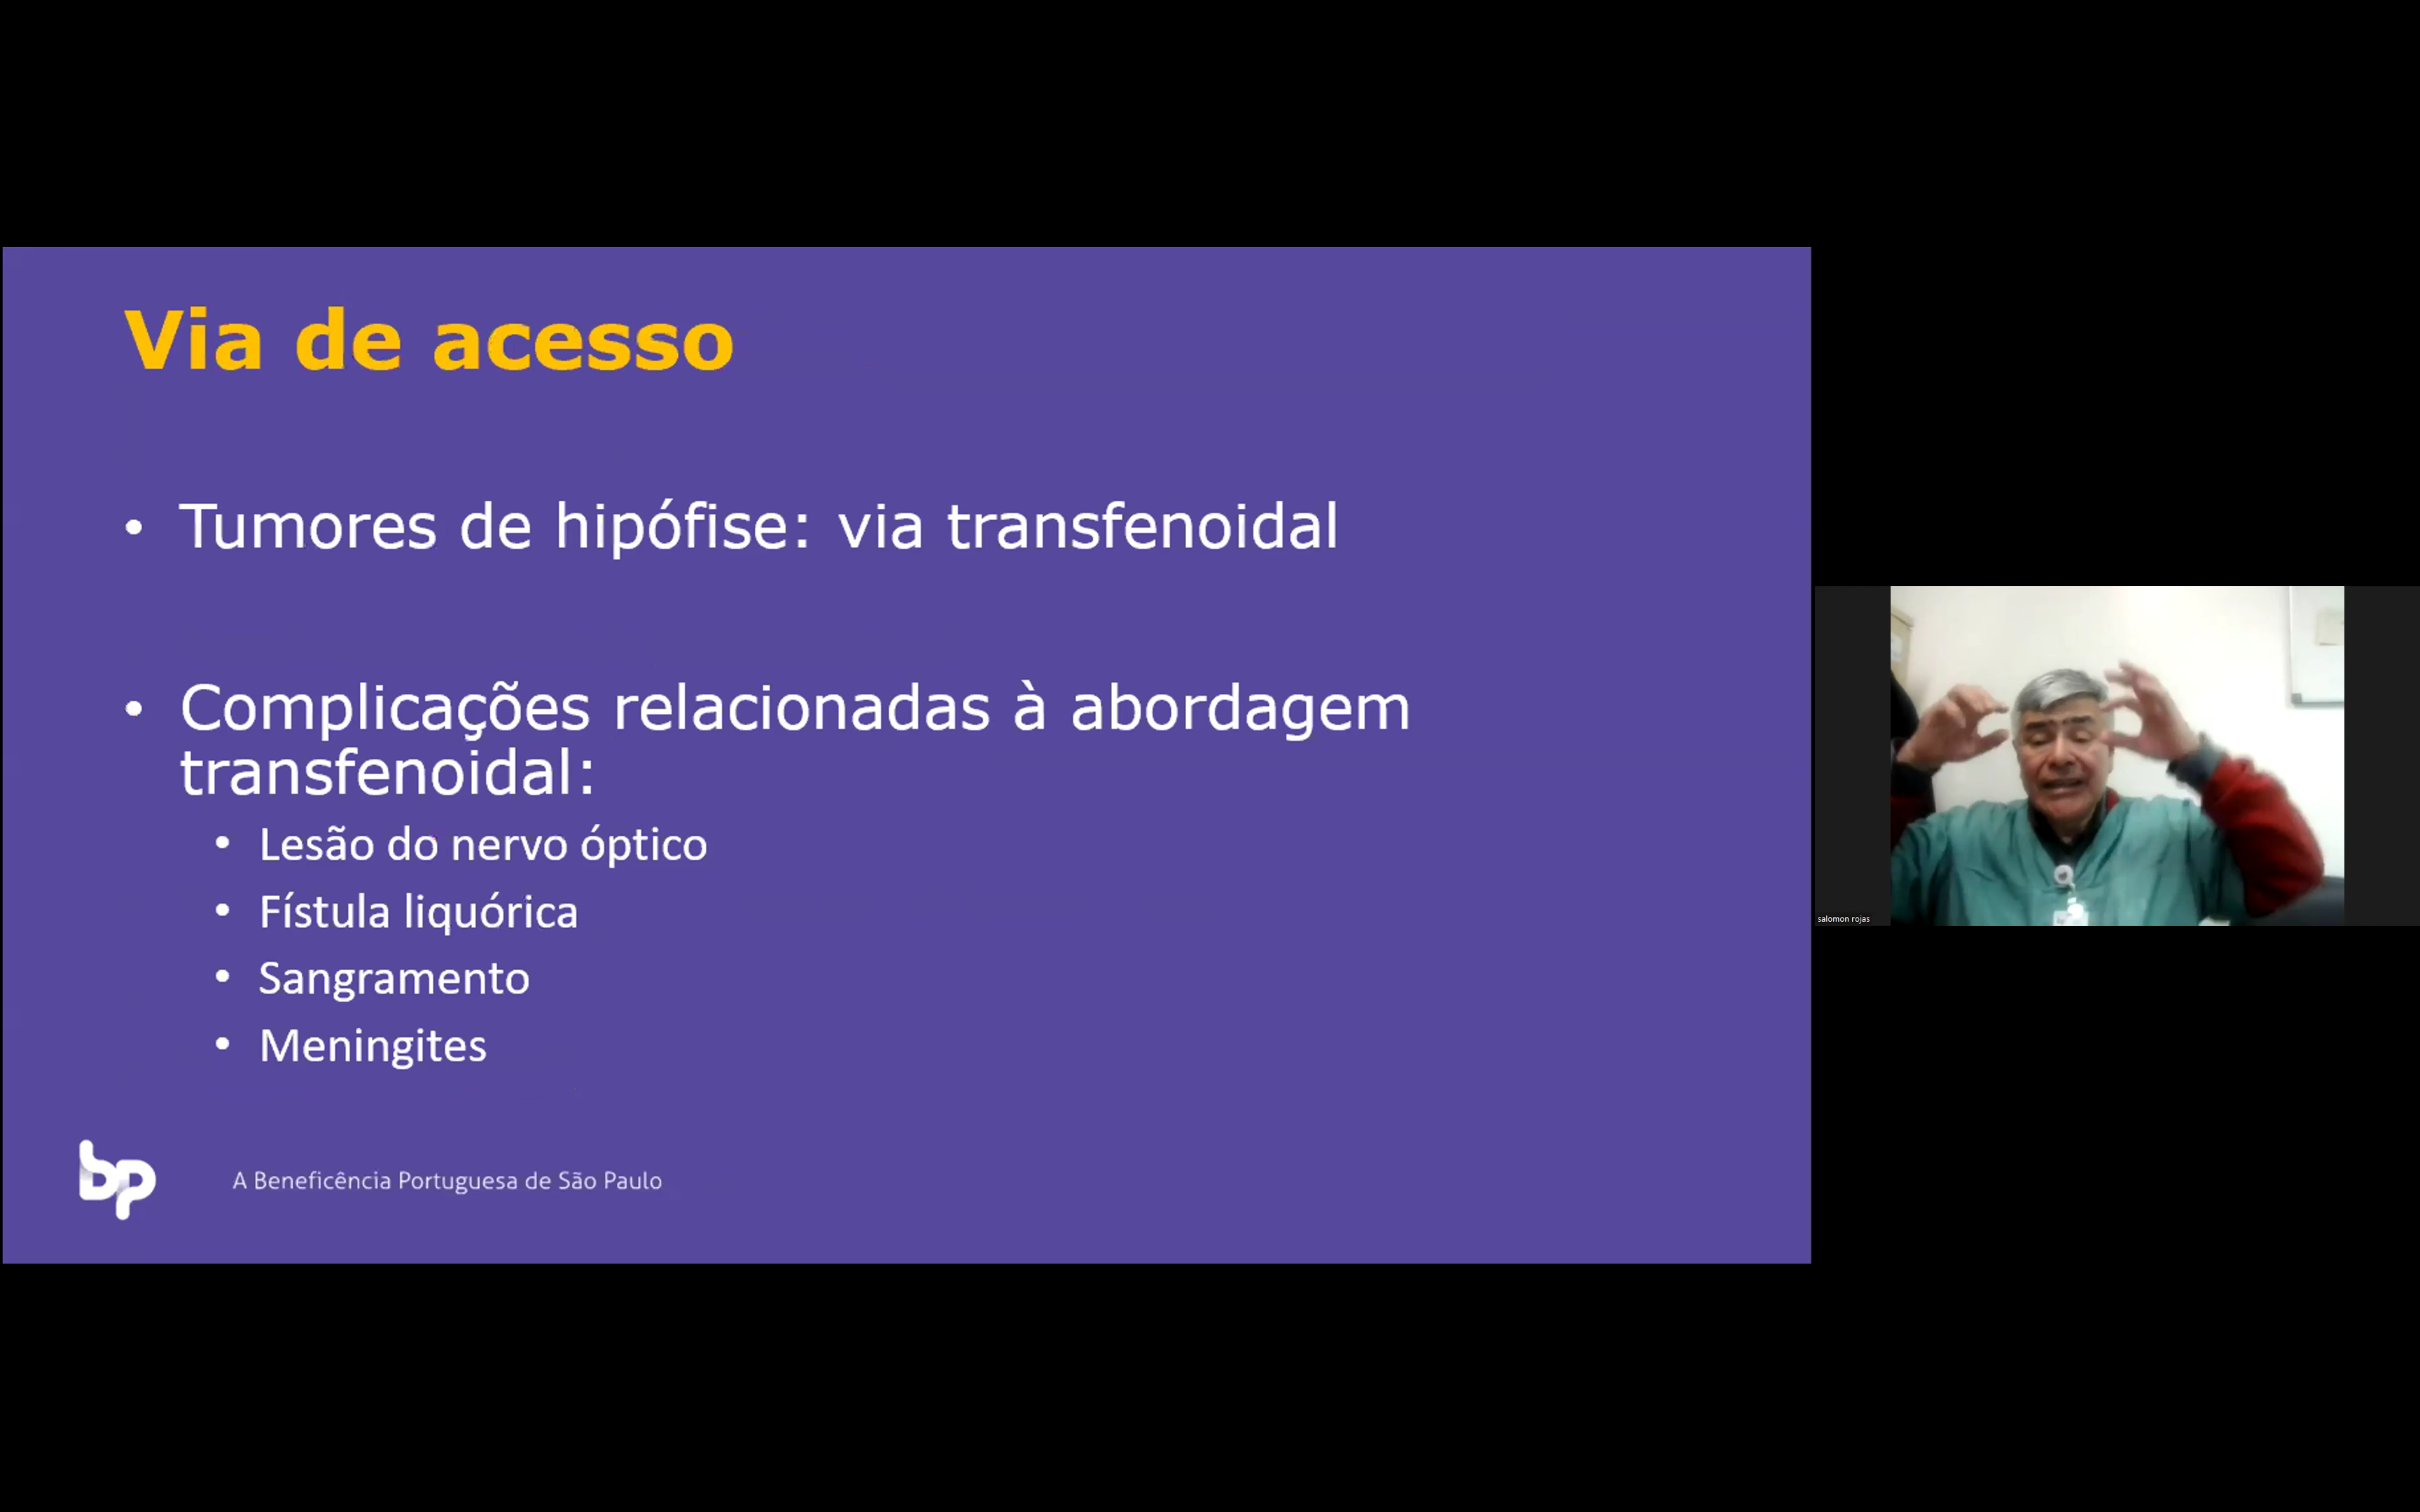 Via de acesso
• Tumores de hipófise: via transfenoidal
• Complicações relacionadas à abordagem
transfenoidal:
• Lesão do nervo óptico
• Fístula liquórica
• Sangramento
• Meningites
bp
A Beneficência Portuguesa de São Paulo
salomon rojas